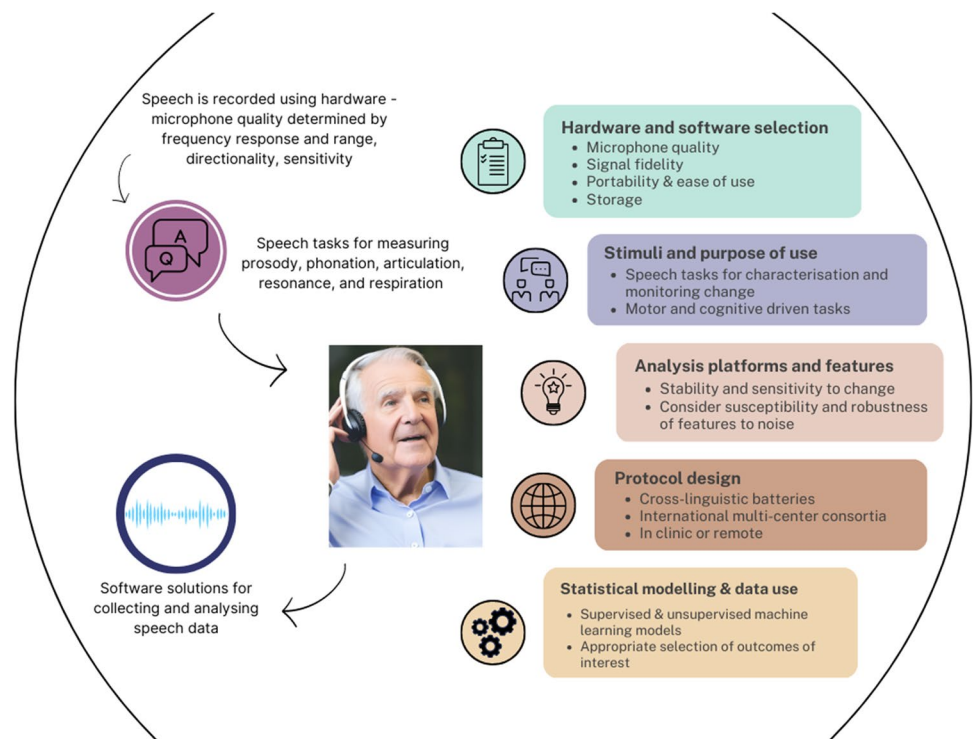 Speech is recorded using hardware -
microphone quality determined by
frequency response and range,
directionality, sensitivity
A
Q
Speech tasks for measuring
prosody, phonation, articulation,
resonance, and respiration
Software solutions for
collecting and analysing
speech data
Hardware and software selection
• Microphone quality
• Signal fidelity
• Portability & ease of use
• Storage
Stimuli and purpose of use
• Speech tasks for characterisation and
monitoring change
• Motor and cognitive driven tasks
Analysis platforms and features
• Stability and sensitivity to change
• Consider susceptibility and robustness
of features to noise
Protocol design
• Cross-linguistic batteries
• International multi-center consortia
• In clinic or remote
Statistical modelling & data use
• Supervised & unsupervised machine
learning models
• Appropriate selection of outcomes of
interest